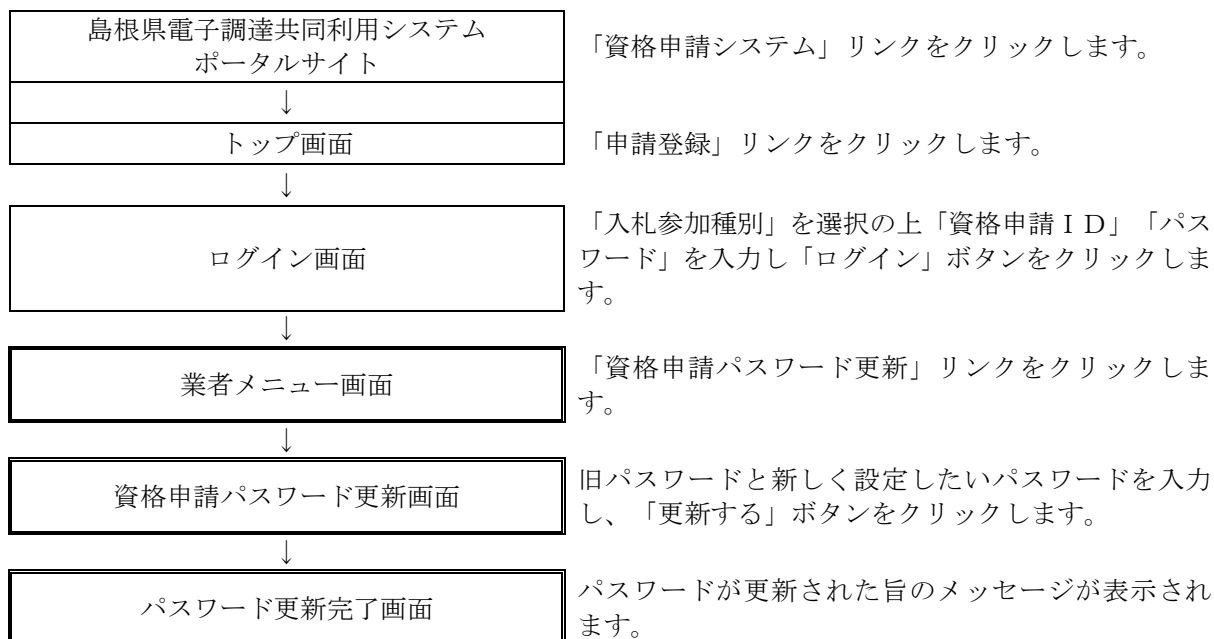 島根県電子調達共同利用システム
ポータルサイト
「資格申請システム」リンクをクリックします。
↓
トップ画面
「申請登録」リンクをクリックします。
↓
ログイン画面
「入札参加種別」を選択の上「資格申請ＩＤ」「パス
ワード」を入力し「ログイン」ボタンをクリックしま
す。
↓
業者メニュー画面
「資格申請パスワード更新」リンクをクリックしま
す。
↓
資格申請パスワード更新画面
旧パスワードと新しく設定したいパスワードを入力
し、「更新する」ボタンをクリックします。
↓
パスワード更新完了画面
パスワードが更新された旨のメッセージが表示され
ます。